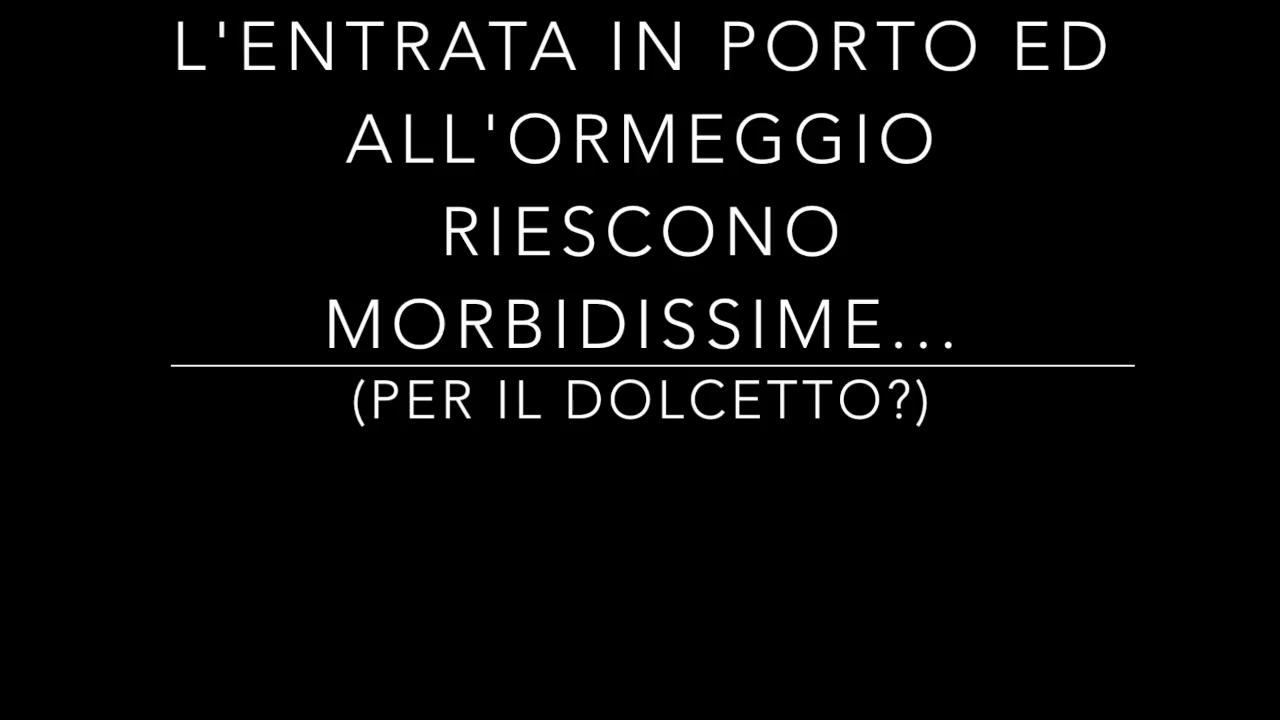 L'ENTRATA IN PORTO ED
ALL'ORMEGGIO
RIESCONO
MORBIDISSIME...
(PER IL DOLCETTO?)